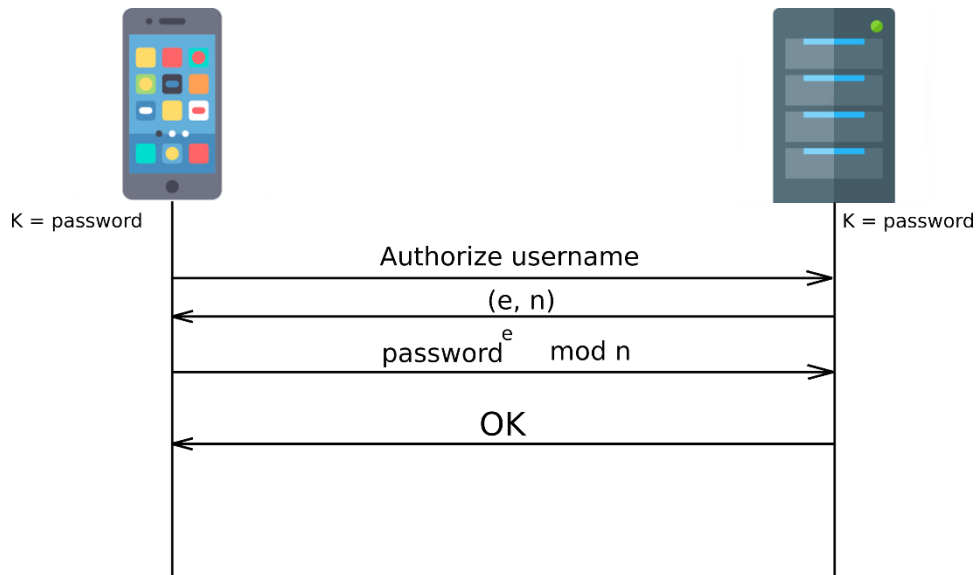 K = password
K = password
Authorize username
(e, n)
password^e mod n
OK